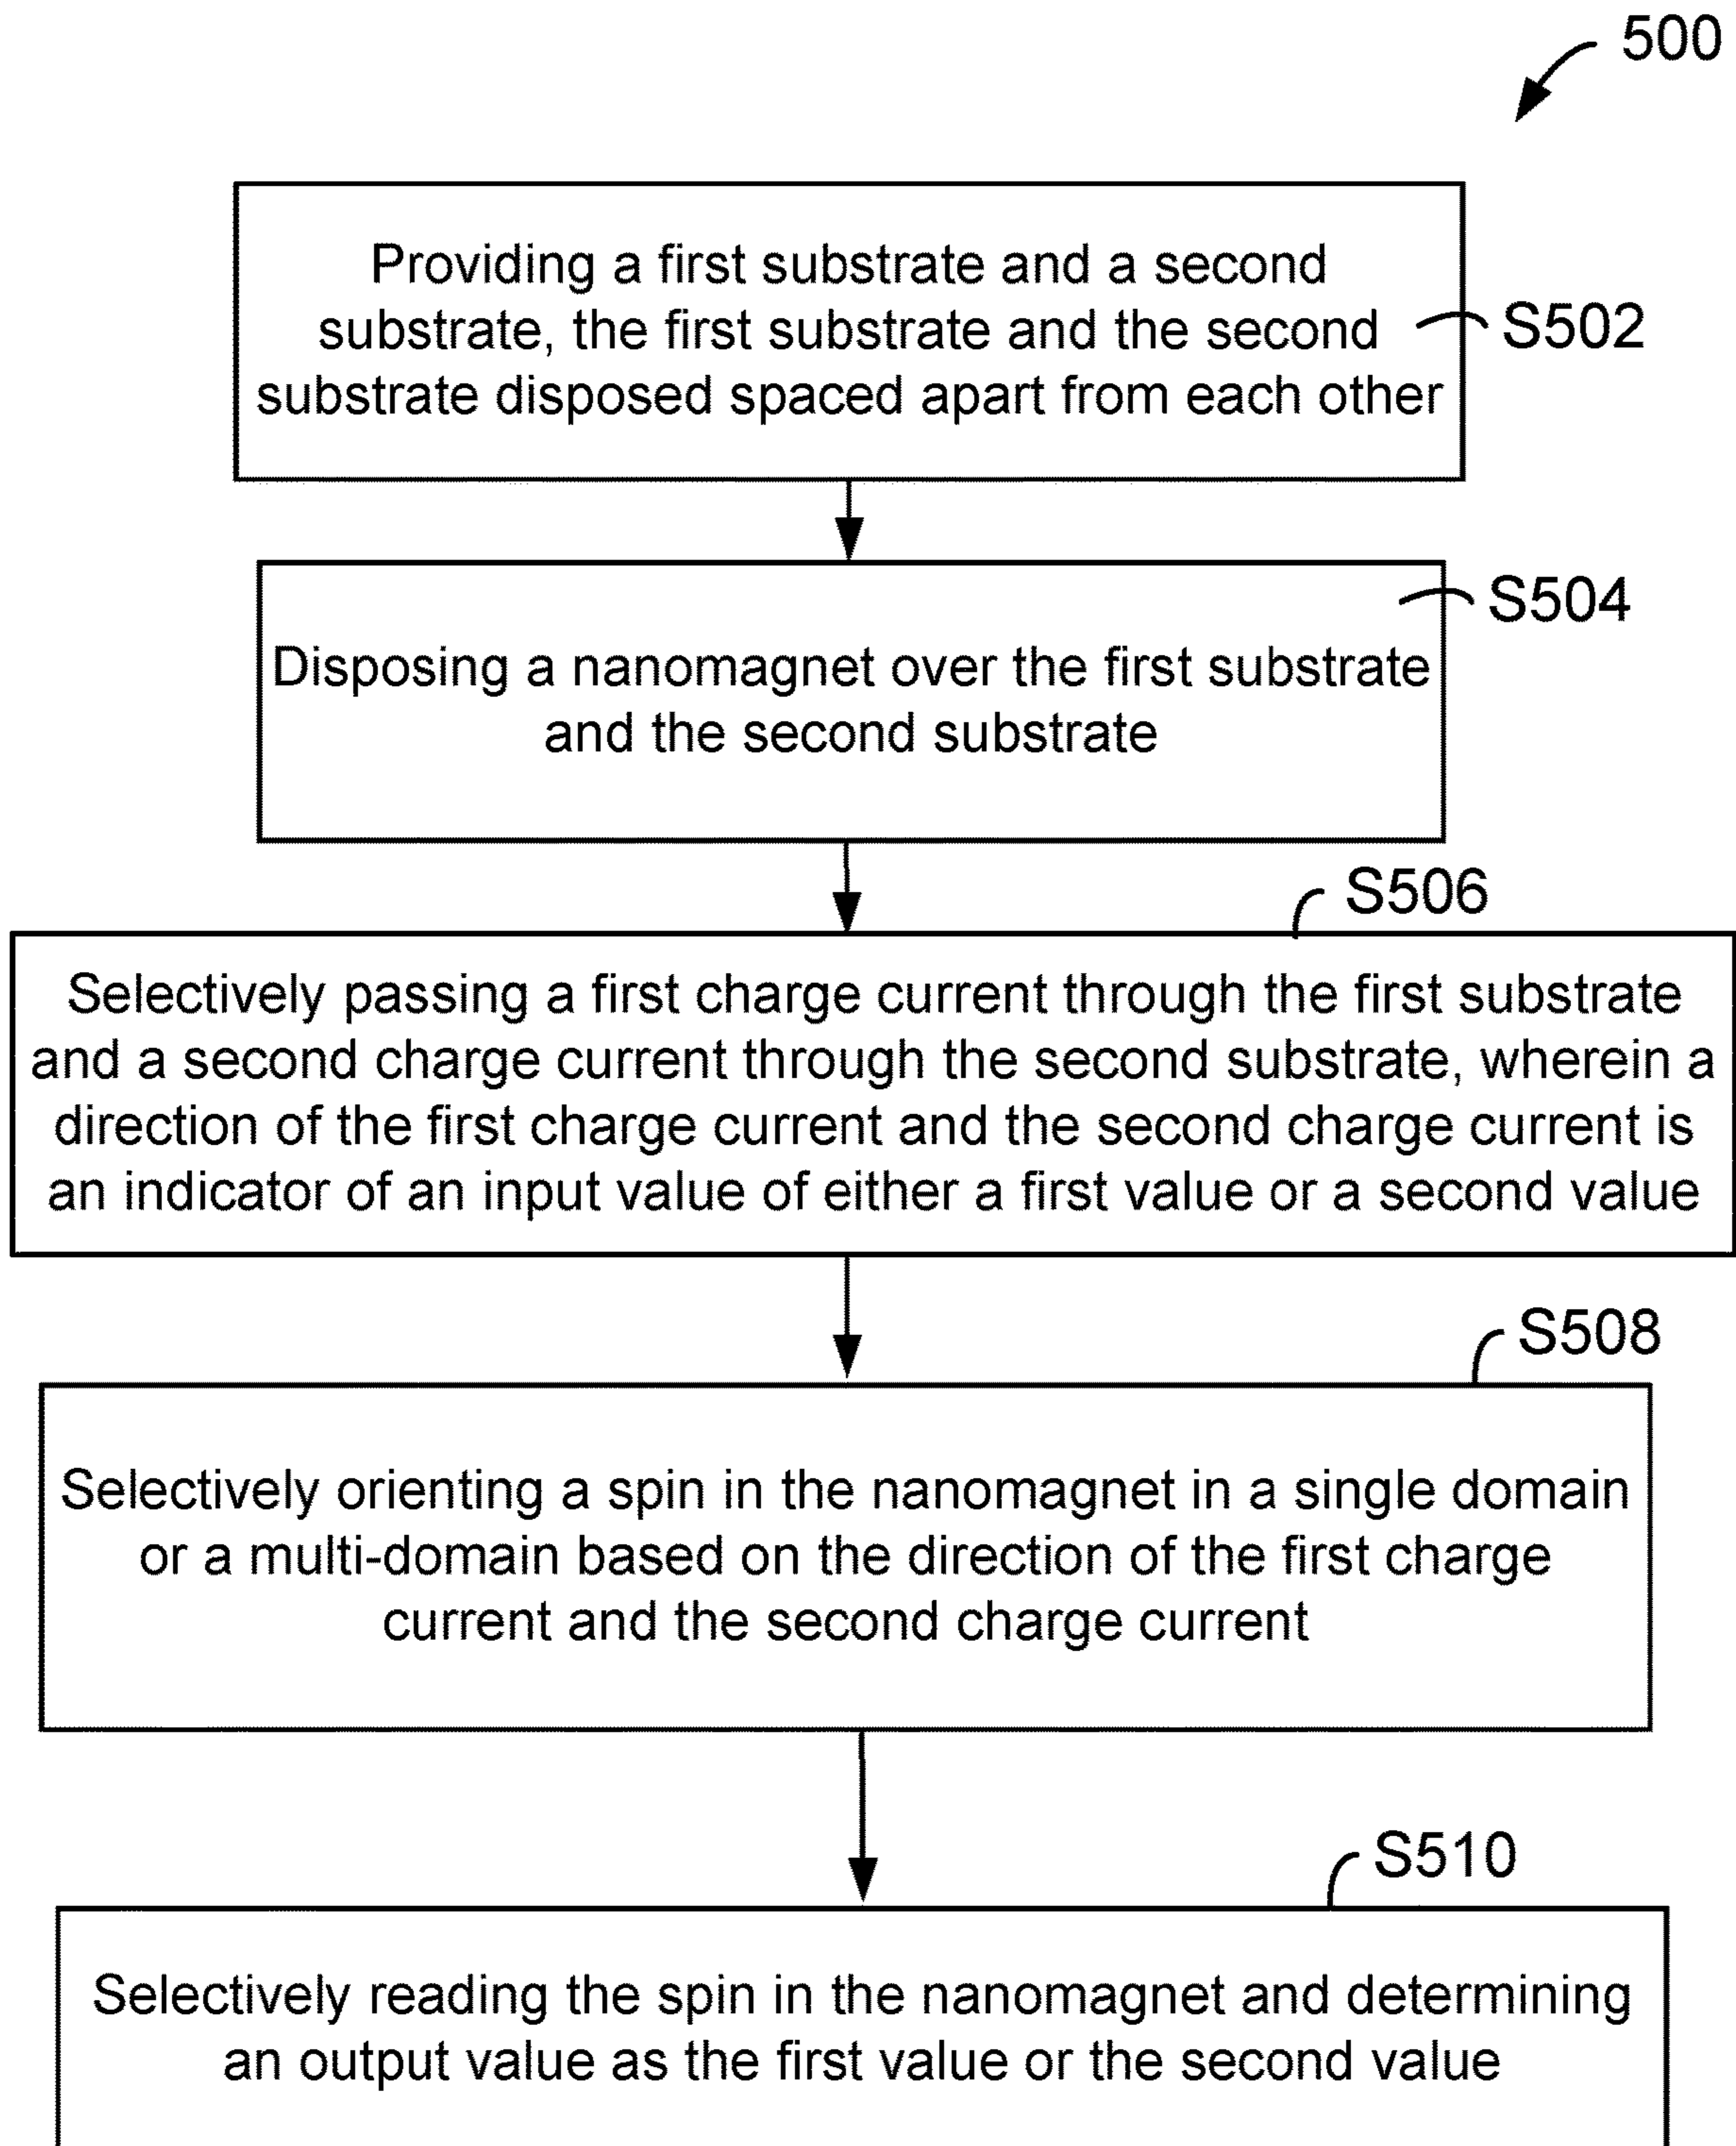 500
Providing a first substrate and a second
substrate, the first substrate and the second
substrate disposed spaced apart from each other
S502
S504
Disposing a nanomagnet over the first substrate
and the second substrate
S506
Selectively passing a first charge current through the first substrate
and a second charge current through the second substrate, wherein a
direction of the first charge current and the second charge current is
an indicator of an input value of either a first value or a second value
S508
Selectively orienting a spin in the nanomagnet in a single domain
or a multi-domain based on the direction of the first charge
current and the second charge current
S510
Selectively reading the spin in the nanomagnet and determining
an output value as the first value or the second value